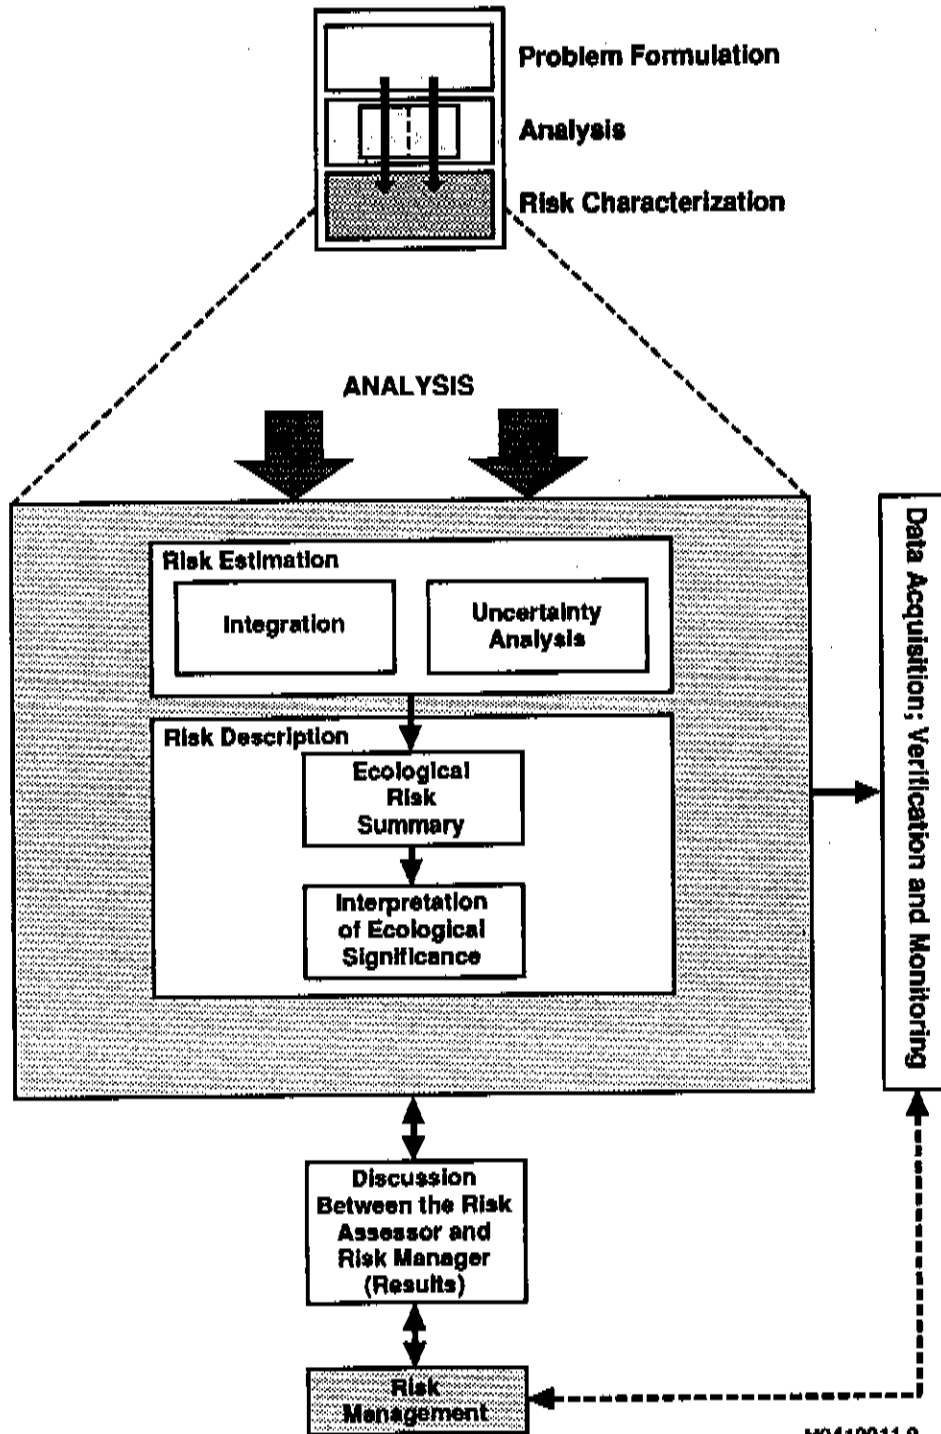 Problem Formulation
Analysis
Risk Characterization
ANALYSIS
Risk Estimation
Integration
Uncertainty
Analysis
Risk Description
Ecological
Risk
Summary
Interpretation
of Ecological
Significance
Data Acquisition; Verification and Monitoring
Discussion
Between the Risk
Assessor and
Risk Manager
(Results)
Risk
Management